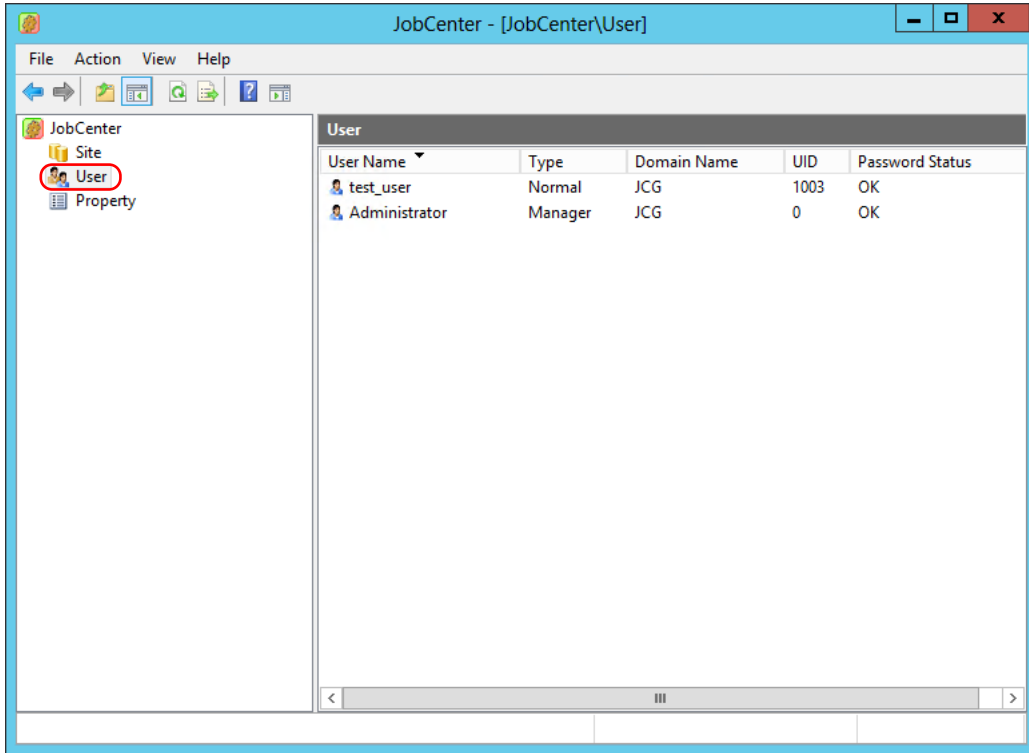 JobCenter - [JobCenter\User]
File Action View Help
JobCenter
Site
User
Property
User
User Name Type Domain Name UID Password Status
test_user Normal JCG 1003 OK
Administrator Manager JCG 0 OK